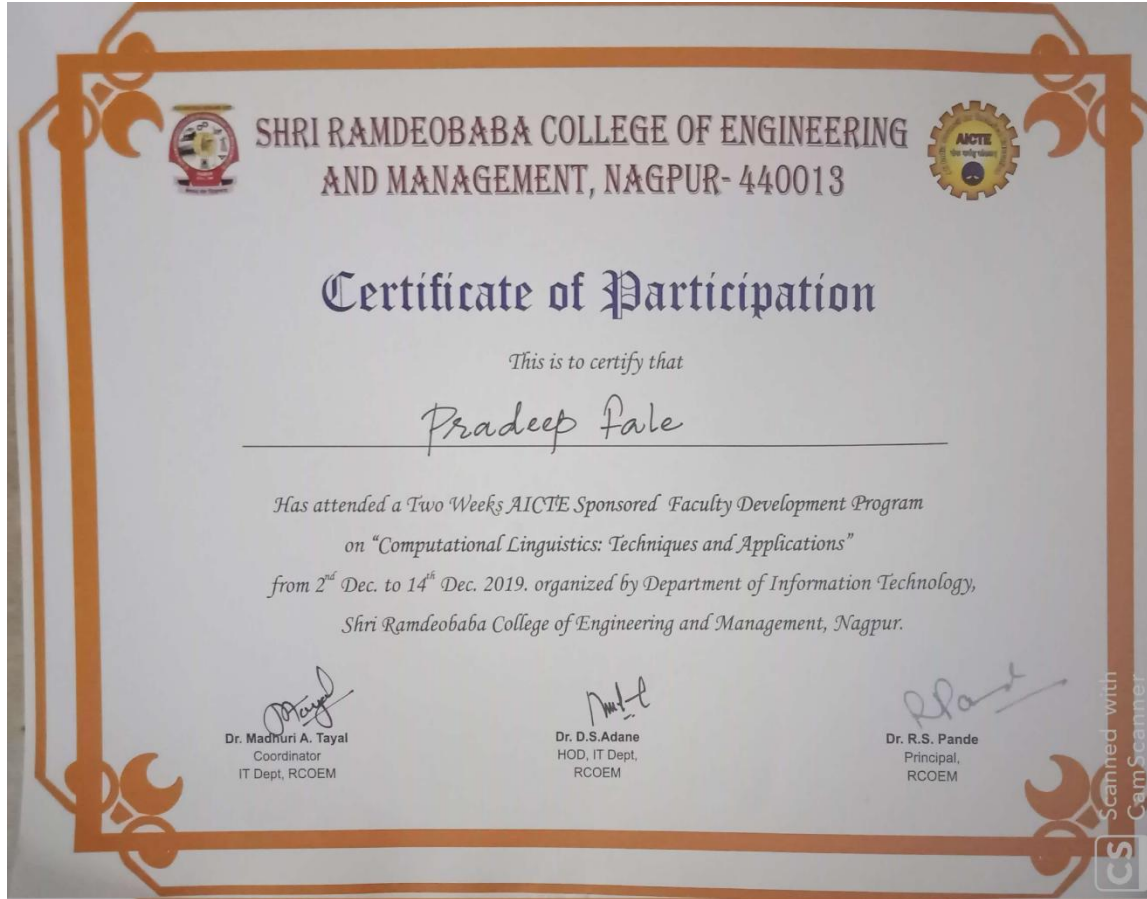 SHRI RAMDEOBABA COLLEGE OF ENGINEERING
AND MANAGEMENT, NAGPUR- 440013
AICTE
Certificate of Participation
This is to certify that
Pradeep Fale
Has attended a Two Weeks AICTE Sponsored Faculty Development Program
on “Computational Linguistics: Techniques and Applications”
from 2nd Dec. to 14th Dec. 2019. organized by Department of Information Technology,
Shri Ramdeobaba College of Engineering and Management, Nagpur.
MTayal
Dr. Madhuri A. Tayal
Coordinator
IT Dept, RCOEM
Dr. D.S.Adane
HOD, IT Dept,
RCOEM
RPand
Dr. R.S. Pande
Principal,
RCOEM
CS Scanned with
CamScanner